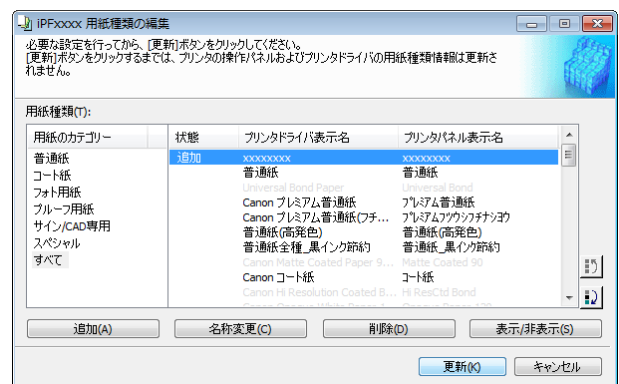 iPFxxxx 用紙種類の編集
必要な設定を行ってから、[更新]ボタンをクリックしてください。
[更新]ボタンをクリックするまでは、プリンタの操作パネルおよびプリンタドライバの用紙種類情報は更新さ
れません。
用紙種類(T):
用紙のカテゴリー 状態 プリンタドライバ表示名 プリンタパネル表示名
普通紙 追加 xxxxxxxx xxxxxxxx
コート紙 普通紙 普通紙
フォト用紙 Universal Bond Paper Universal Bond
プルーフ用紙 Canon プレミアム普通紙 プレミアム普通紙
サイン/CAD専用 Canon プレミアム普通紙(フチ... プレミアムフツウシフチナシヨウ
スペシャル 普通紙(高発色) 普通紙(高発色)
すべて 普通紙全種_黒インク節約 普通紙_黒インク節約
Canon Matte Coated Paper 9... Matte Coated 90
Canon コート紙 コート紙
Canon Hi Resolution Coated B... Hi ResCtd Bond
追加(A) 名称変更(C) 削除(D) 表示/非表示(S)
更新(K) キャンセル